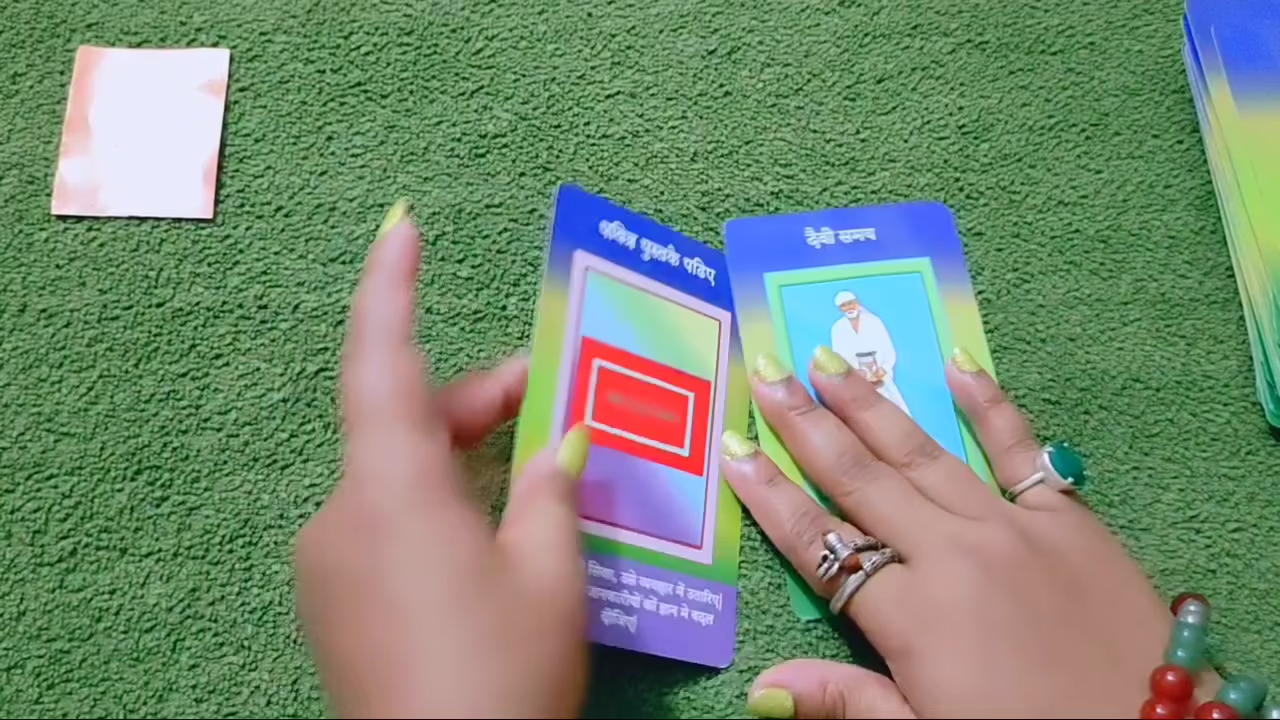 पवित्र पुस्तकें पढिए
दैवी समय
सिखा, उसे व्यवहार में उतारिए|
जानकारीयों को ज्ञान मे बदल
दीजिए|